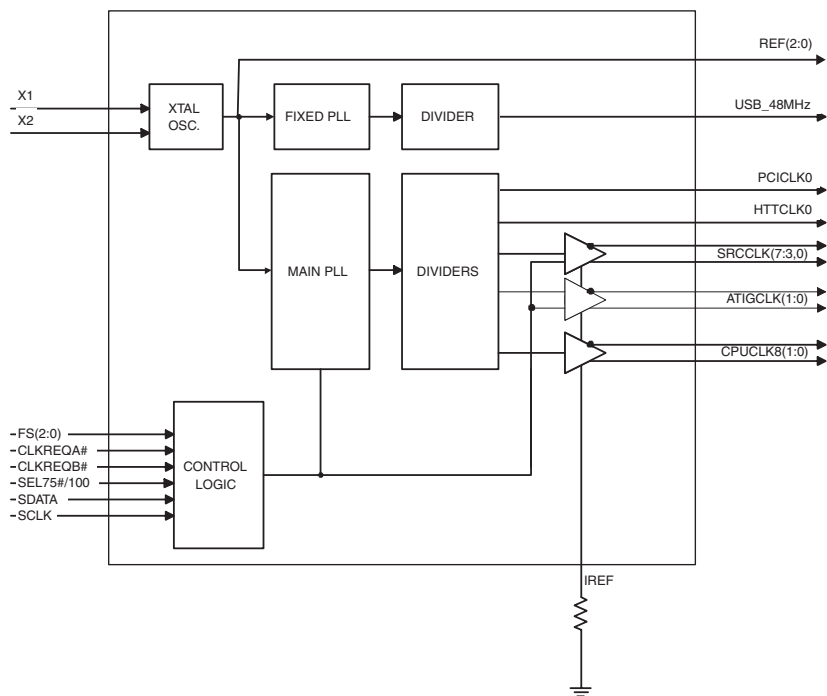 REF(2:0)
X1
XTAL
OSC.
FIXED PLL
DIVIDER
USB_48MHz
X2
PCICLK0
HTTCLK0
MAIN PLL
DIVIDERS
SRCCLK(7:3,0)
ATIGCLK(1:0)
CPUCLK8(1:0)
FS(2:0)
CLKREQA#
CLKREQB#
SEL75#/100
SDATA
SCLK
CONTROL
LOGIC
IREF